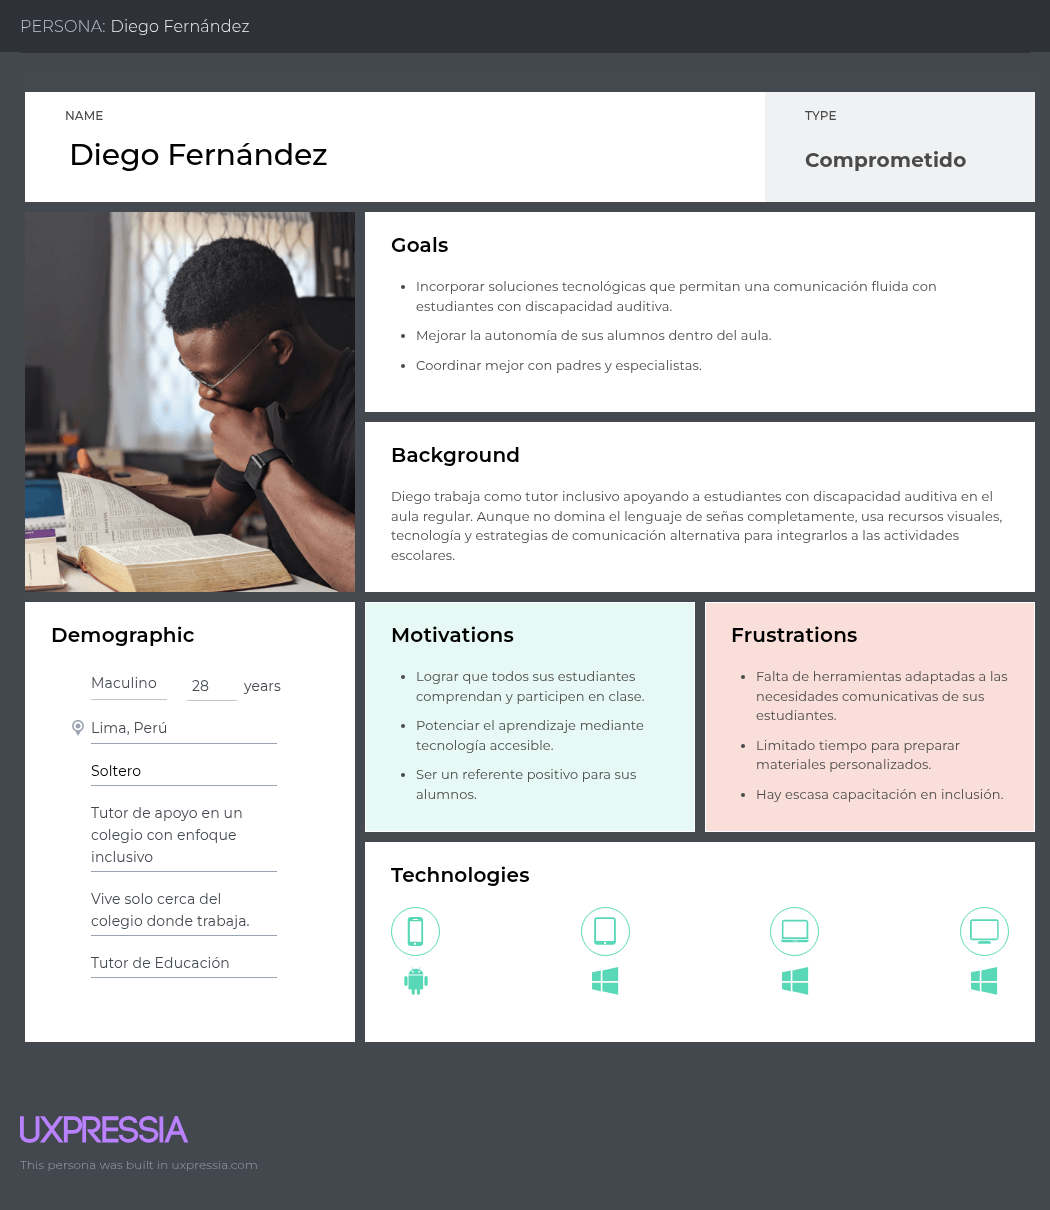 PERSONA: Diego Fernández
NAME
Diego Fernández
TYPE
Comprometido
Goals
Incorporar soluciones tecnológicas que permitan una comunicación fluida con
estudiantes con discapacidad auditiva.
Mejorar la autonomía de sus alumnos dentro del aula.
Coordinar mejor con padres y especialistas.
Background
Diego trabaja como tutor inclusivo apoyando a estudiantes con discapacidad auditiva en el
aula regular. Aunque no domina el lenguaje de señas completamente, usa recursos visuales,
tecnología y estrategias de comunicación alternativa para integrarlos a las actividades
escolares.
Demographic
Maculino 28 years
Lima, Perú
Soltero
Tutor de apoyo en un
colegio con enfoque
inclusivo
Vive solo cerca del
colegio donde trabaja.
Tutor de Educación
Motivations
Lograr que todos sus estudiantes
comprendan y participen en clase.
Potenciar el aprendizaje mediante
tecnología accesible.
Ser un referente positivo para sus
alumnos.
Frustrations
Falta de herramientas adaptadas a las
necesidades comunicativas de sus
estudiantes.
Limitado tiempo para preparar
materiales personalizados.
Hay escasa capacitación en inclusión.
Technologies
UXPRESSIA
This persona was built in uxpressia.com